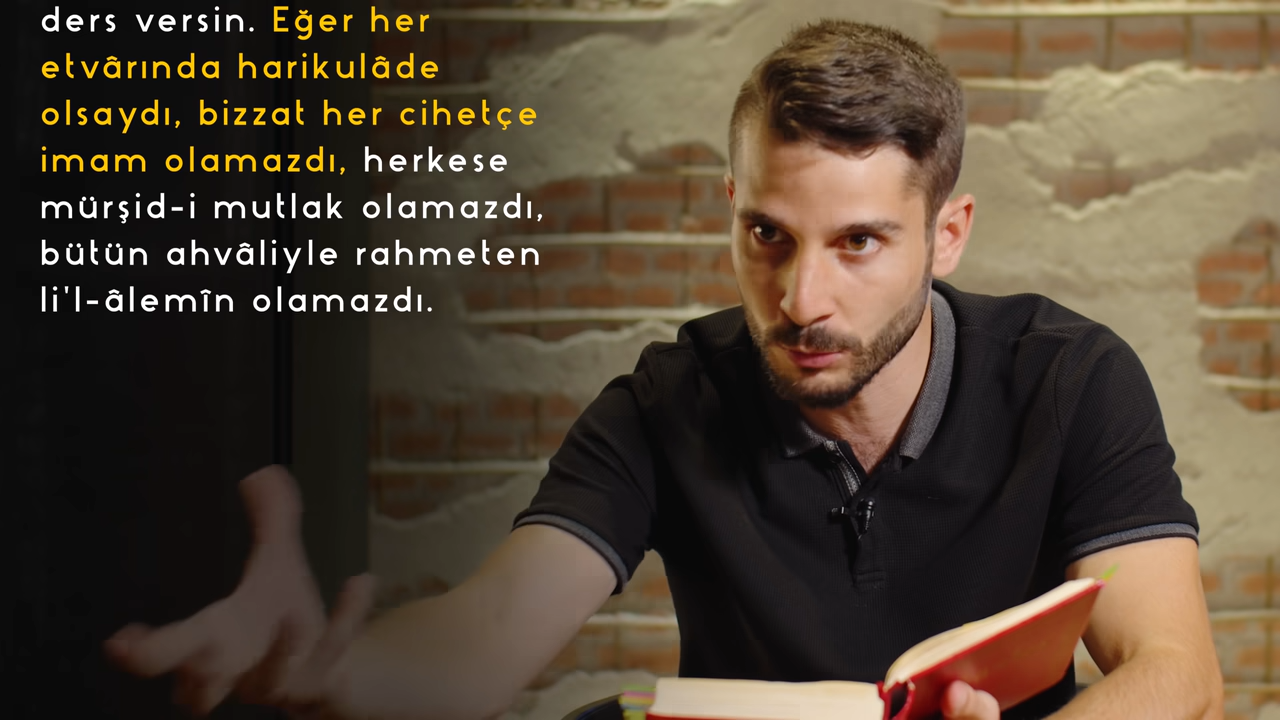 ders versin. Eğer her
etvârında harikulâde
olsaydı, bizzat her cihetçe
imam olamazdı, herkese
mürşid-i mutlak olamazdı,
bütün ahvâliyle rahmeten
li'l-âlemîn olamazdı.